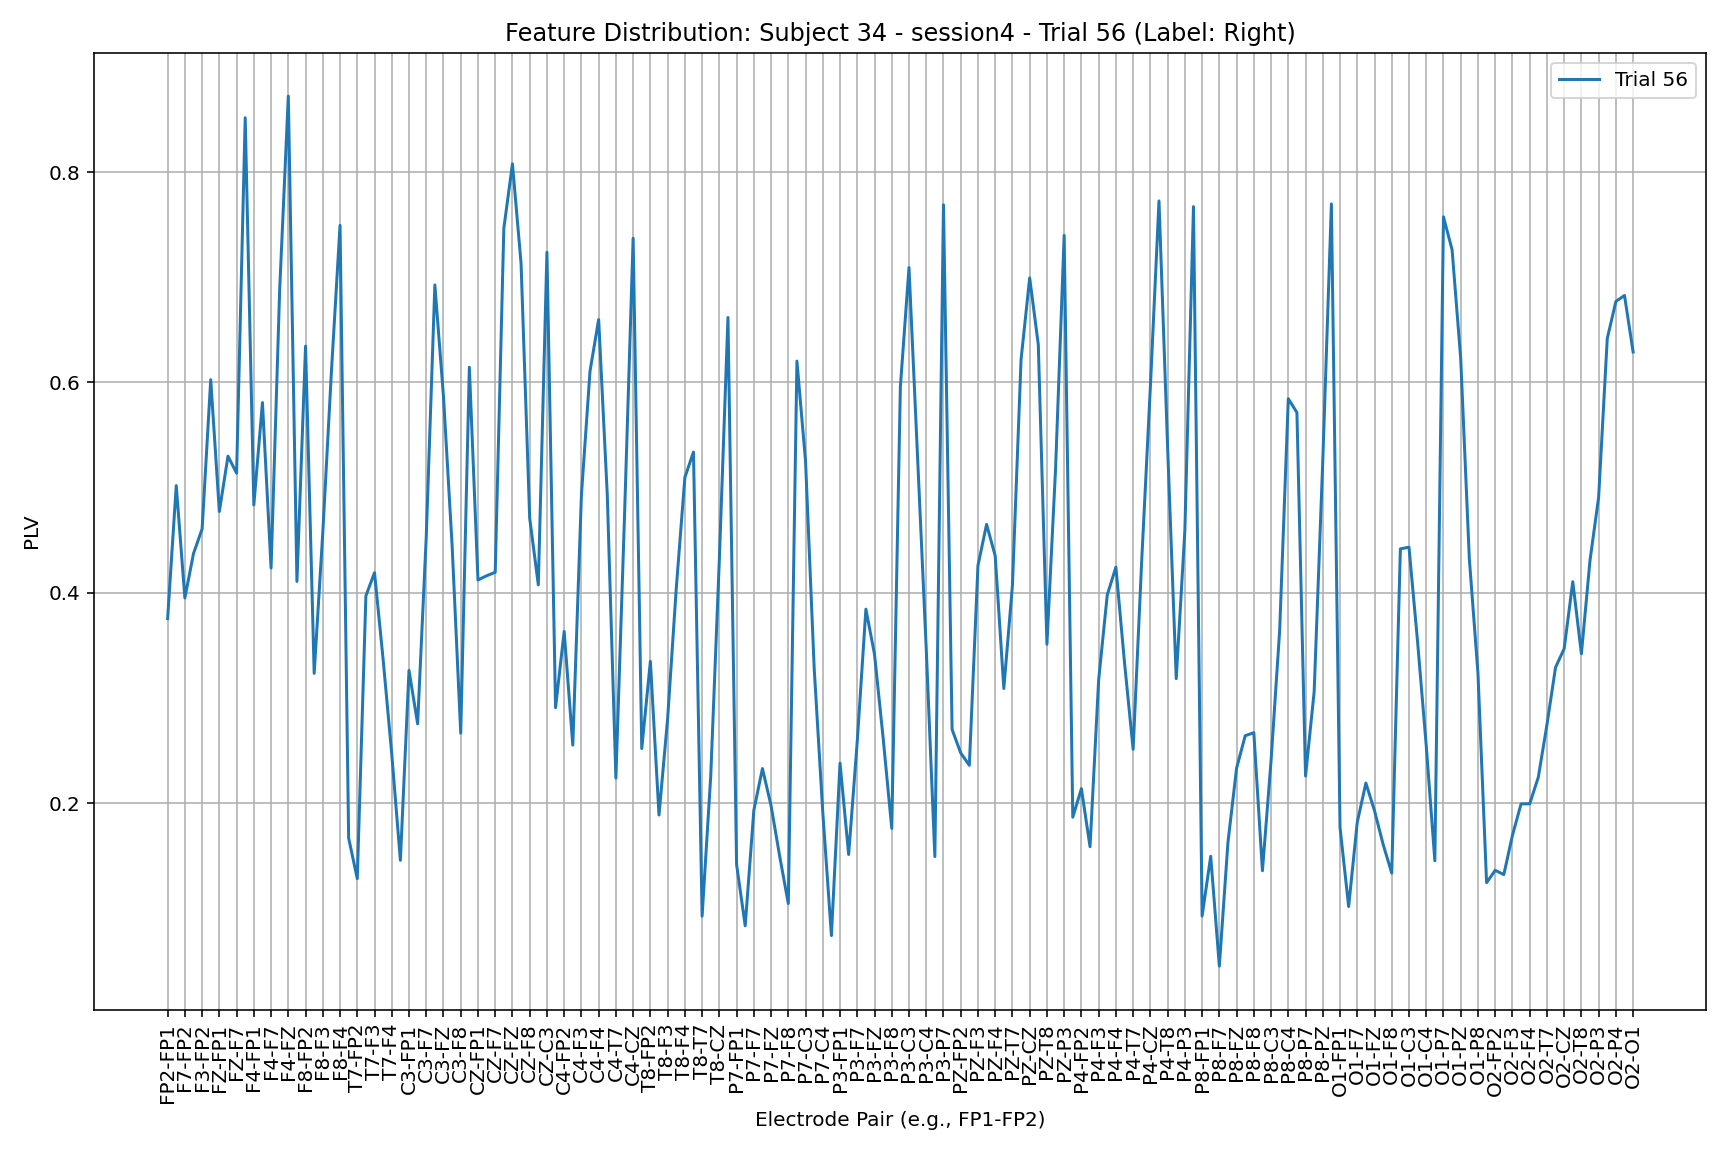 Feature Distribution: Subject 34 - session4 - Trial 56 (Label: Right)
Trial 56
0.8
0.6
0.4
0.2
PLV
FP2-FP1
F7-FP2
F3-FP2
FZ-FP1
FZ-F7
F4-FP1
F4-F7
F4-FZ
F8-FP2
F8-F3
F8-F4
T7-FP2
T7-F3
T7-F4
C3-FP1
C3-F7
C3-FZ
C3-F8
CZ-FP1
CZ-F7
CZ-FZ
CZ-F8
CZ-C3
C4-FP2
C4-F3
C4-F4
C4-T7
C4-CZ
T8-FP2
T8-F3
T8-F4
T8-T7
T8-CZ
P7-FP1
P7-F7
P7-FZ
P7-F8
P7-C3
P7-C4
P3-FP1
P3-F7
P3-FZ
P3-F8
P3-C3
P3-C4
P3-P7
PZ-FP2
PZ-F3
PZ-F4
PZ-T7
PZ-CZ
PZ-T8
PZ-P3
P4-FP2
P4-F3
P4-F4
P4-T7
P4-CZ
P4-T8
P4-P3
P8-FP1
P8-F7
P8-FZ
P8-F8
P8-C3
P8-C4
P8-P7
P8-PZ
O1-FP1
O1-F7
O1-FZ
O1-F8
O1-C3
O1-C4
O1-P7
O1-PZ
O1-P8
O2-FP2
O2-F3
O2-F4
O2-T7
O2-CZ
O2-T8
O2-P3
O2-P4
O2-O1
Electrode Pair (e.g., FP1-FP2)